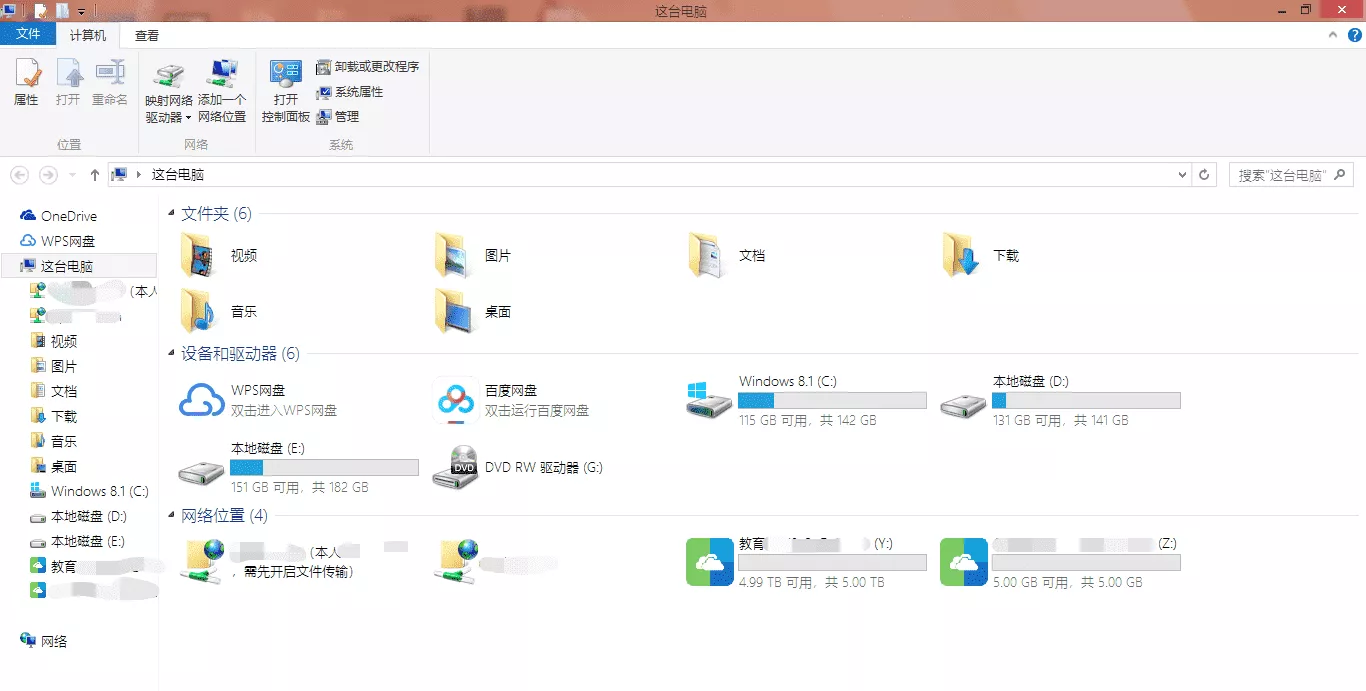 这台电脑
文件
计算机
查看
属性
打开
重命名
映射网络
驱动器
添加一个
网络位置
打开
控制面板
卸载或更改程序
系统属性
管理
位置
网络
系统
这台电脑
搜索"这台电脑"
OneDrive
WPS网盘
这台电脑
(本人
视频
图片
文档
下载
音乐
桌面
Windows 8.1 (C:)
本地磁盘 (D:)
本地磁盘 (E:)
教育
网络
文件夹 (6)
视频
图片
文档
下载
音乐
桌面
设备和驱动器 (6)
WPS网盘
双击进入WPS网盘
百度网盘
双击运行百度网盘
Windows 8.1 (C:)
115 GB 可用，共 142 GB
本地磁盘 (D:)
131 GB 可用，共 141 GB
本地磁盘 (E:)
151 GB 可用，共 182 GB
DVD
DVD RW 驱动器 (G:)
网络位置 (4)
(本人
，需先开启文件传输)
教育 (Y:)
4.99 TB 可用，共 5.00 TB
(Z:)
5.00 GB 可用，共 5.00 GB